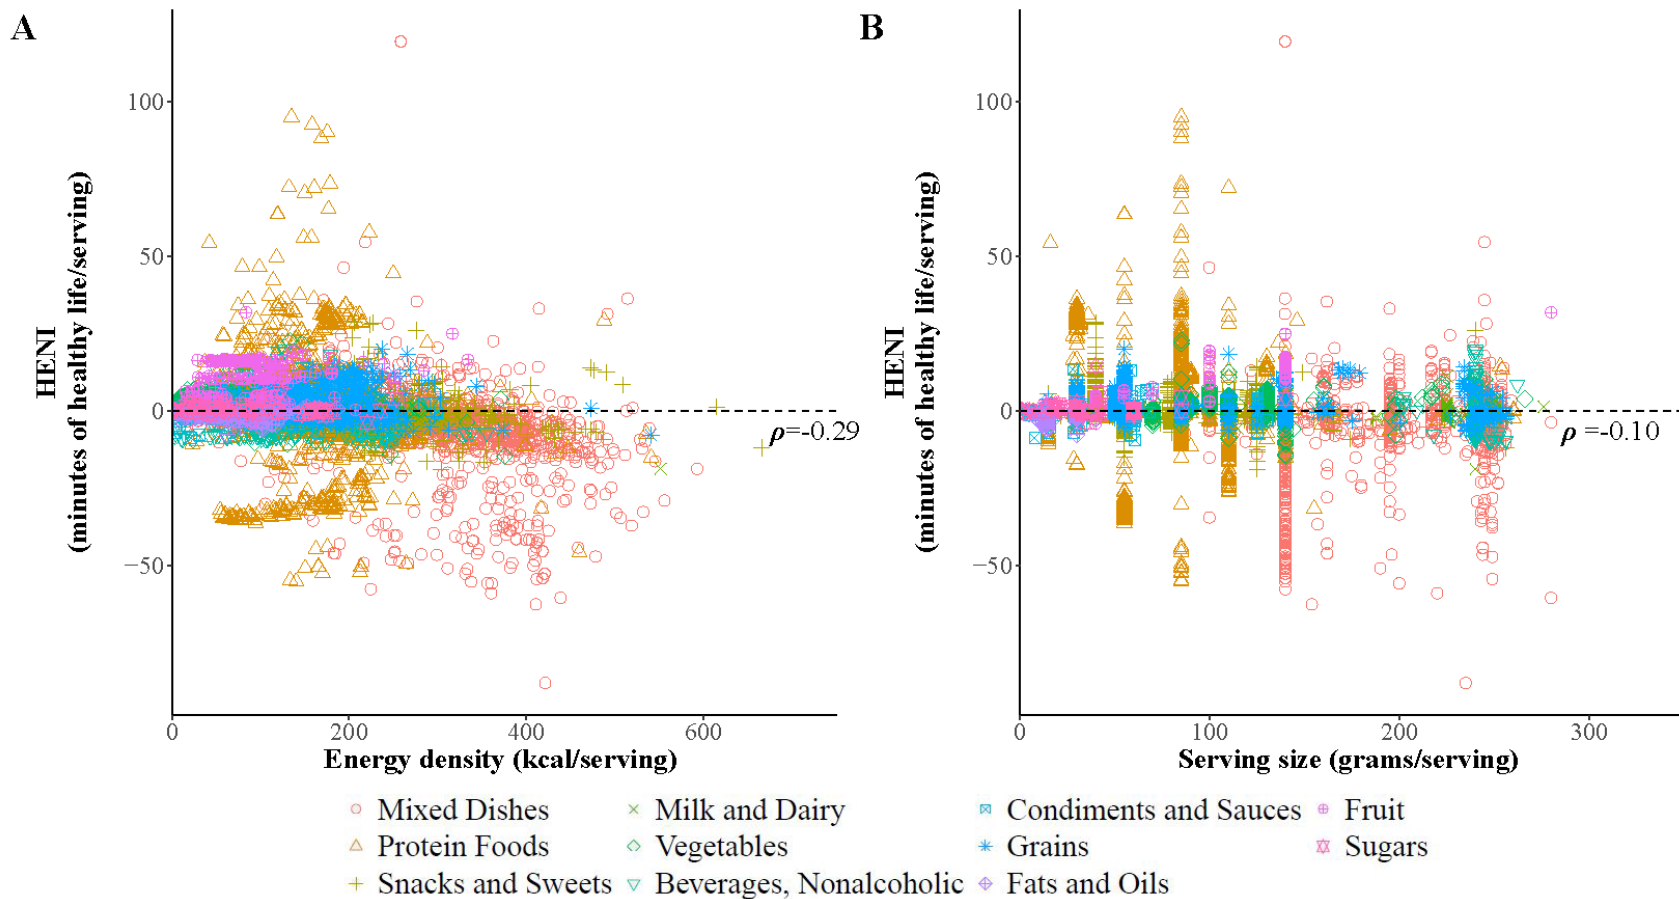 A
B
HENI
(minutes of healthy life/serving)
100
50
0
−50
ρ=-0.29
0
200
400
600
Energy density (kcal/serving)
HENI
(minutes of healthy life/serving)
100
50
0
−50
ρ =-0.10
0
100
200
300
Serving size (grams/serving)
Mixed Dishes
Milk and Dairy
Condiments and Sauces
Fruit
Protein Foods
Vegetables
Grains
Sugars
Snacks and Sweets
Beverages, Nonalcoholic
Fats and Oils